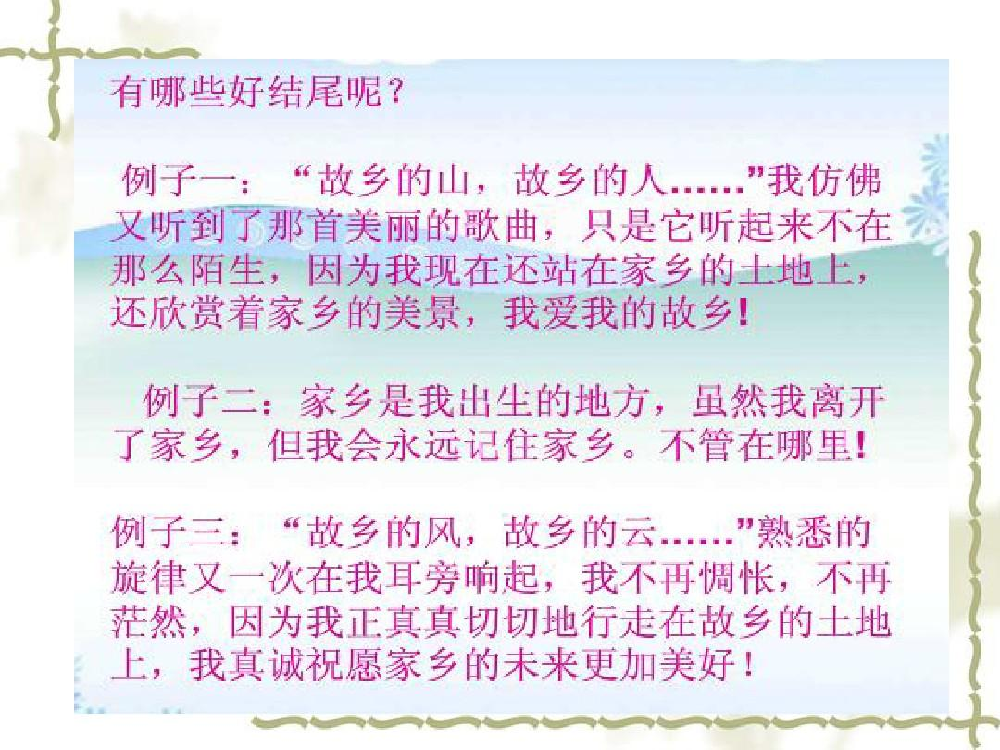 有哪些好结尾呢？
例子一：“故乡的山，故乡的人……”我仿佛
又听到了那首美丽的歌曲，只是它听起来不在
那么陌生，因为我现在还站在家乡的土地上，
还欣赏着家乡的美景，我爱我的故乡!
例子二：家乡是我出生的地方，虽然我离开
了家乡，但我会永远记住家乡。不管在哪里!
例子三：“故乡的风，故乡的云……”熟悉的
旋律又一次在我耳旁响起，我不再惆怅，不再
茫然，因为我正真真切切地行走在故乡的土地
上，我真诚祝愿家乡的未来更加美好！